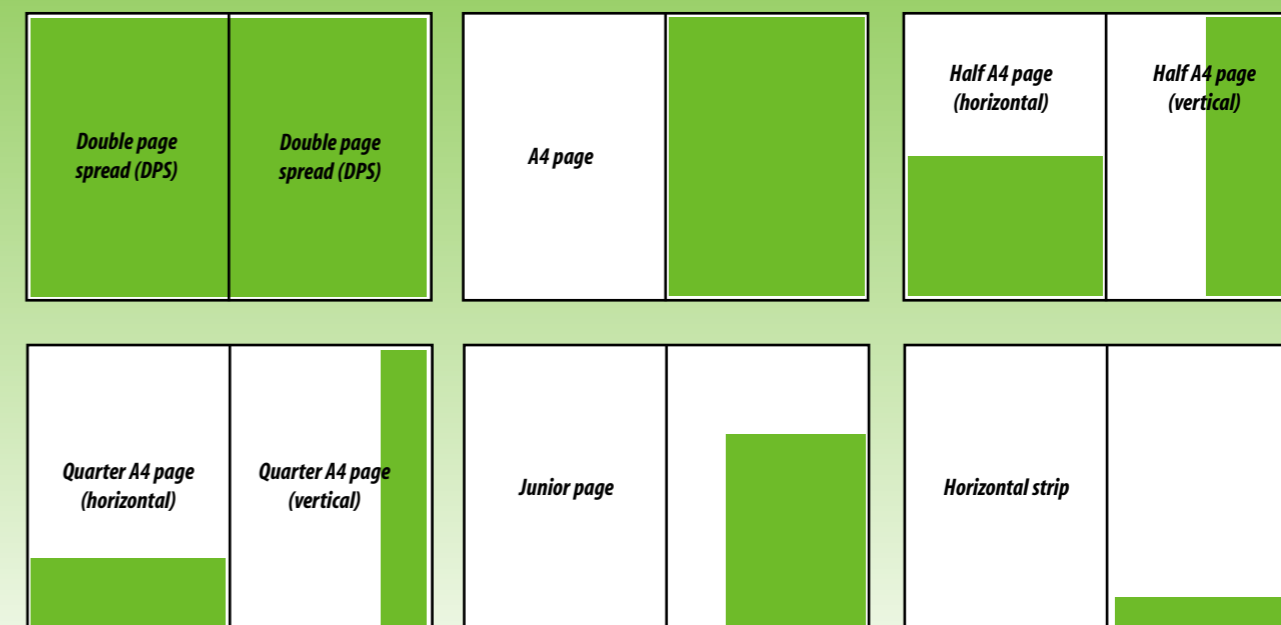 Double page
spread (DPS)
Double page
spread (DPS)
A4 page
Half A4 page
(horizontal)
Half A4 page
(vertical)
Quarter A4 page
(horizontal)
Quarter A4 page
(vertical)
Junior page
Horizontal strip